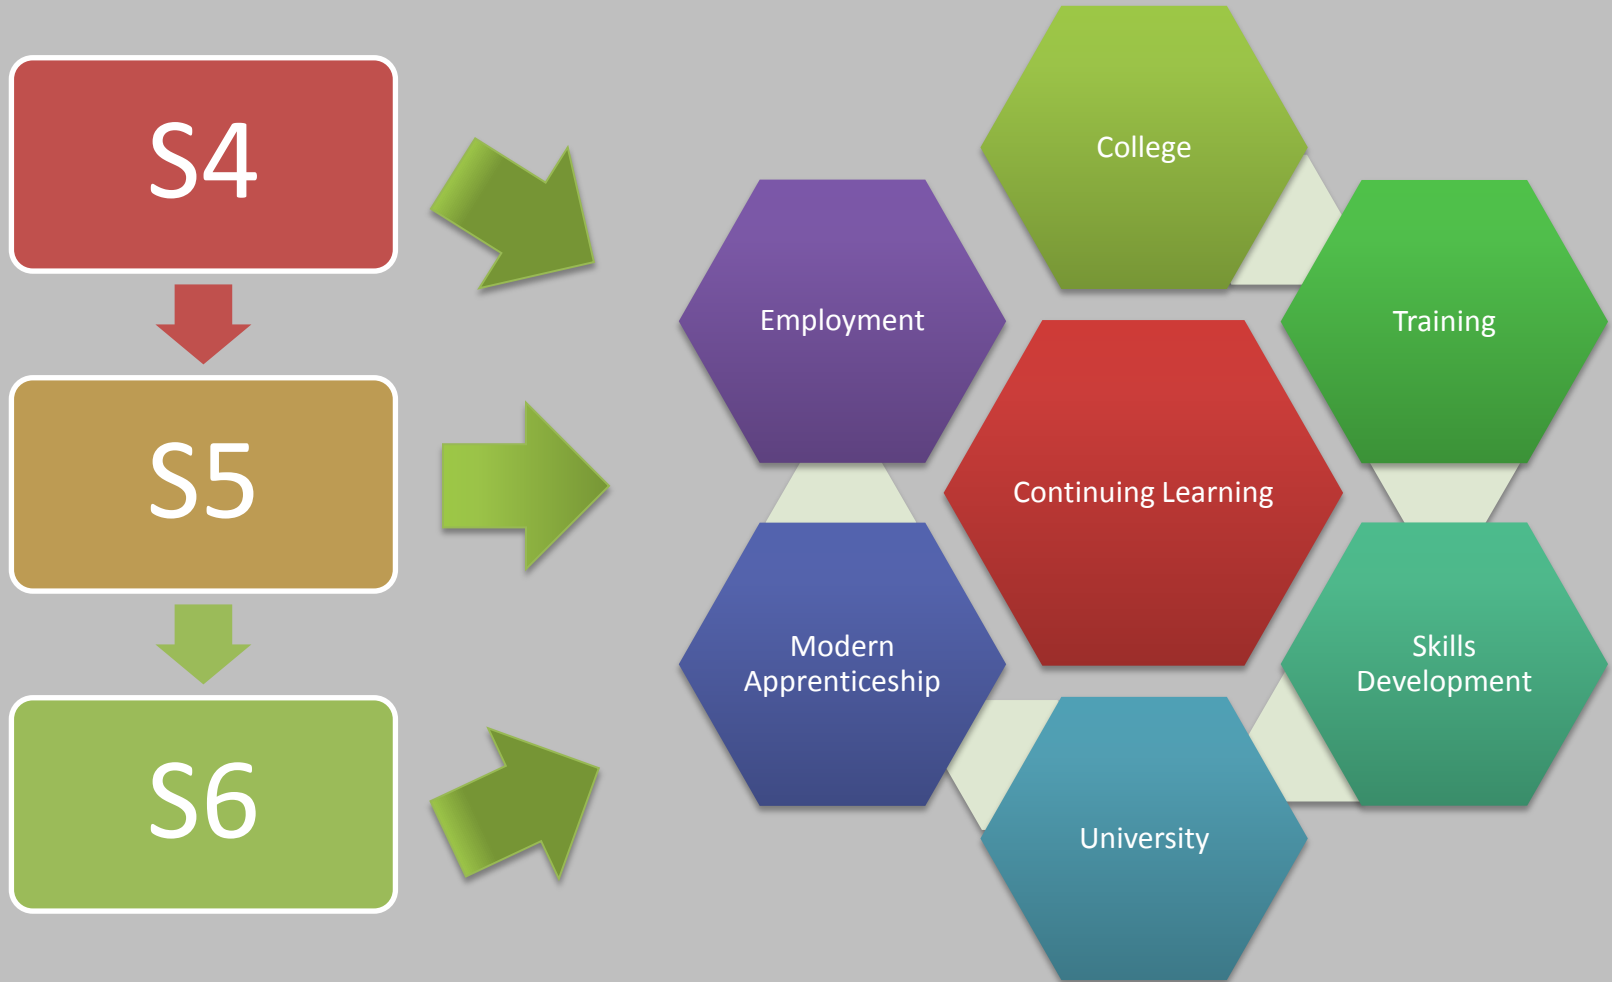 S4
S5
S6
College
Employment
Training
Continuing Learning
Modern
Apprenticeship
Skills
Development
University